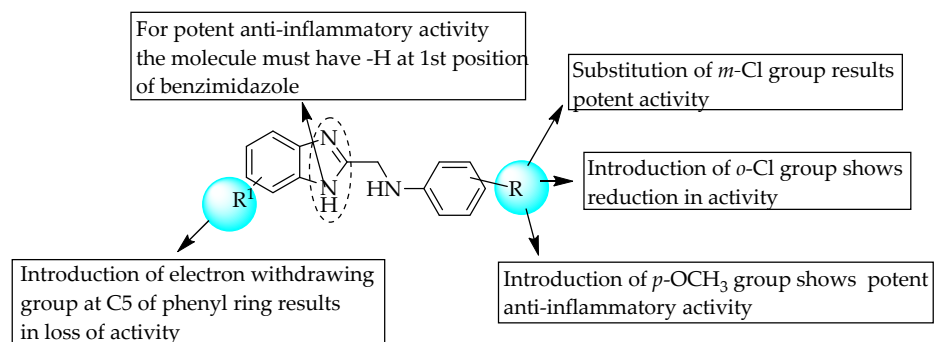 For potent anti-inflammatory activity
the molecule must have -H at 1st position
of benzimidazole
Substitution of m-Cl group results
potent activity
N
N
H
HN
R
R¹
Introduction of o-Cl group shows
reduction in activity
Introduction of electron withdrawing
group at C5 of phenyl ring results
in loss of activity
Introduction of p-OCH₃ group shows  potent
anti-inflammatory activity